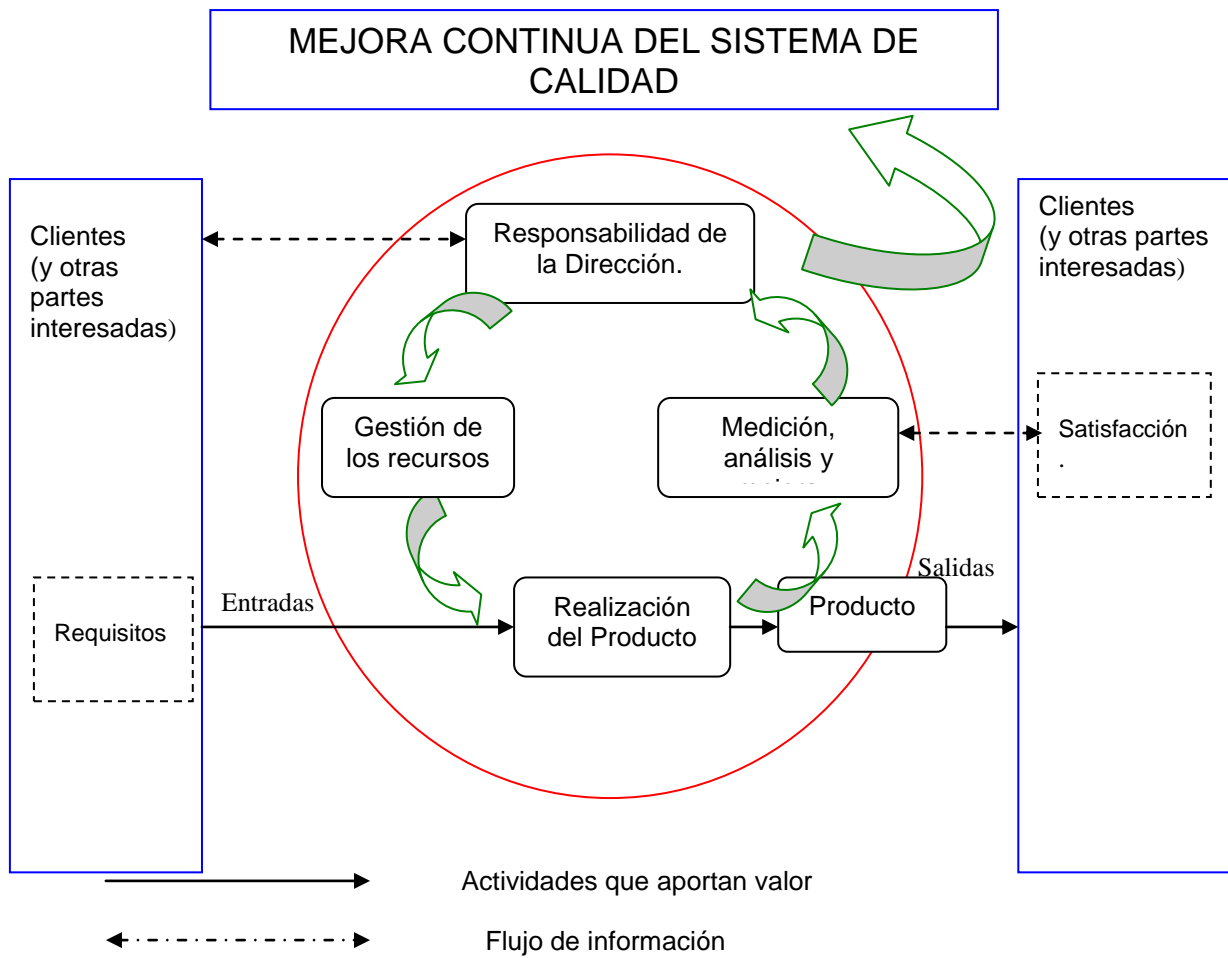 MEJORA CONTINUA DEL SISTEMA DE
CALIDAD
Clientes
(y otras
partes
interesadas)
Responsabilidad de
la Dirección.
Clientes
(y otras partes
interesadas)
Gestión de
los recursos
Medición,
análisis y
Satisfacción
.
Salidas
Entradas
Requisitos
Realización
del Producto
Producto
Actividades que aportan valor
Flujo de información